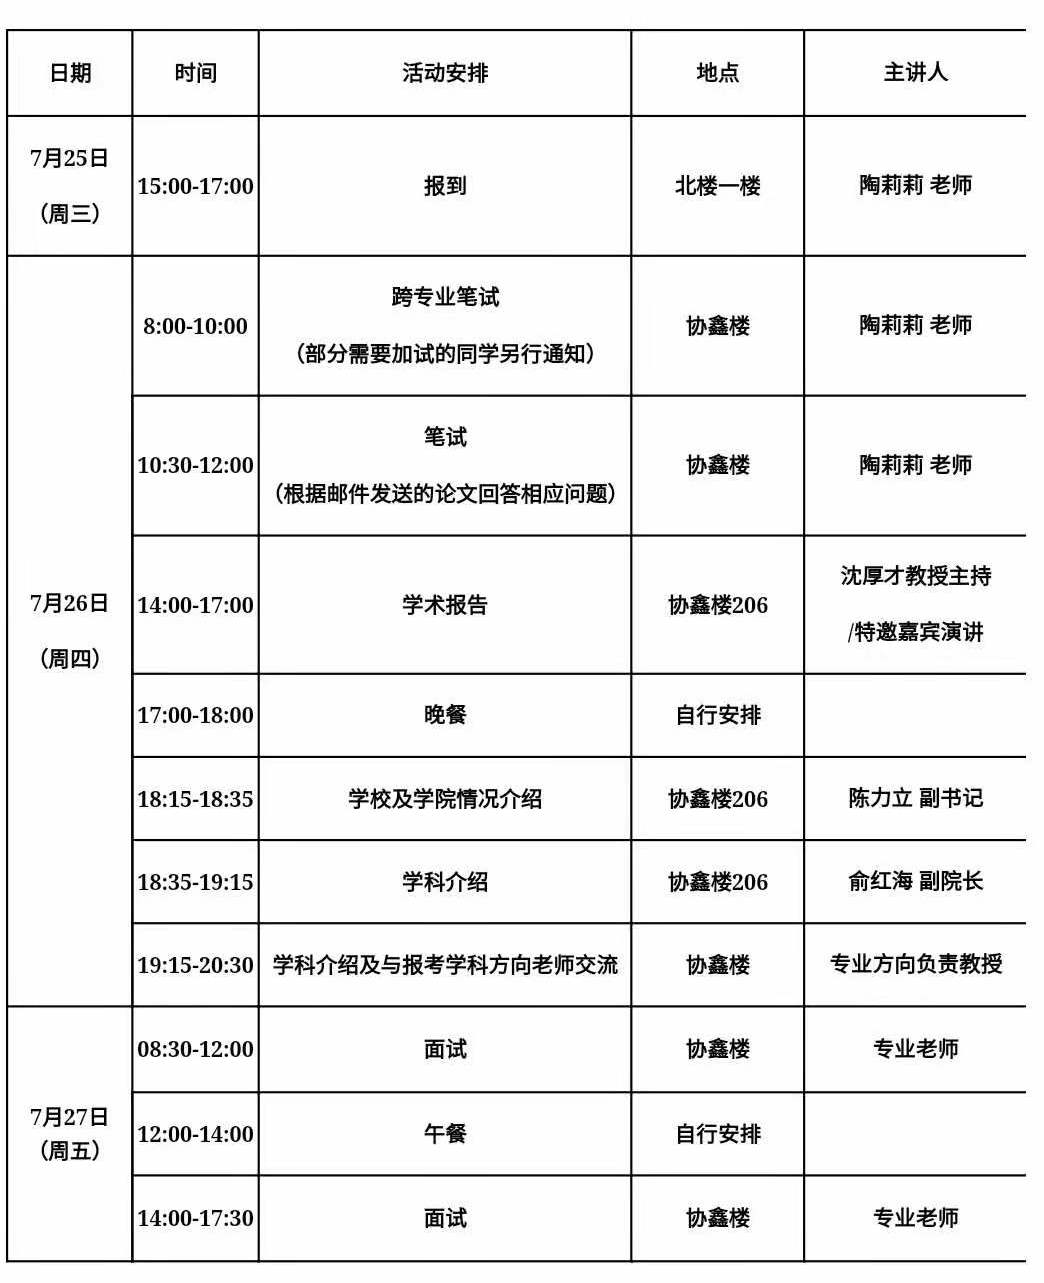 日期 时间 活动安排 地点 主讲人
7月25日
（周三）
15:00-17:00 报到 北楼一楼 陶莉莉 老师
7月26日
（周四）
8:00-10:00 跨专业笔试
（部分需要加试的同学另行通知） 协鑫楼 陶莉莉 老师
10:30-12:00 笔试
（根据邮件发送的论文回答相应问题） 协鑫楼 陶莉莉 老师
14:00-17:00 学术报告 协鑫楼206 沈厚才教授主持
/特邀嘉宾演讲
17:00-18:00 晚餐 自行安排
18:15-18:35 学校及学院情况介绍 协鑫楼206 陈力立 副书记
18:35-19:15 学科介绍 协鑫楼206 俞红海 副院长
19:15-20:30 学科介绍及与报考学科方向老师交流 协鑫楼 专业方向负责教授
7月27日
（周五）
08:30-12:00 面试 协鑫楼 专业老师
12:00-14:00 午餐 自行安排
14:00-17:30 面试 协鑫楼 专业老师